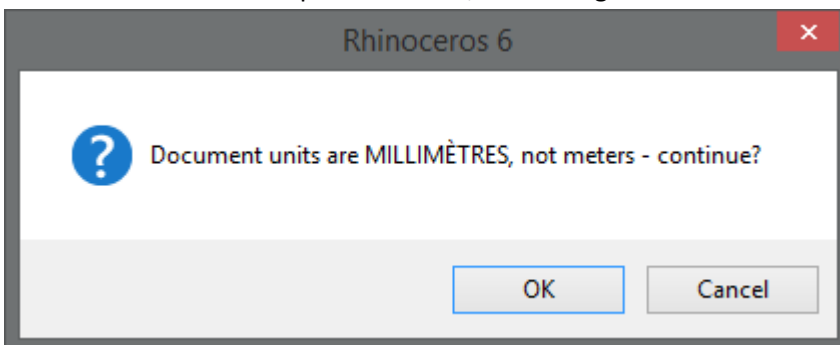 Rhinoceros 6
Document units are MILLIMÈTRES, not meters - continue?
OK
Cancel